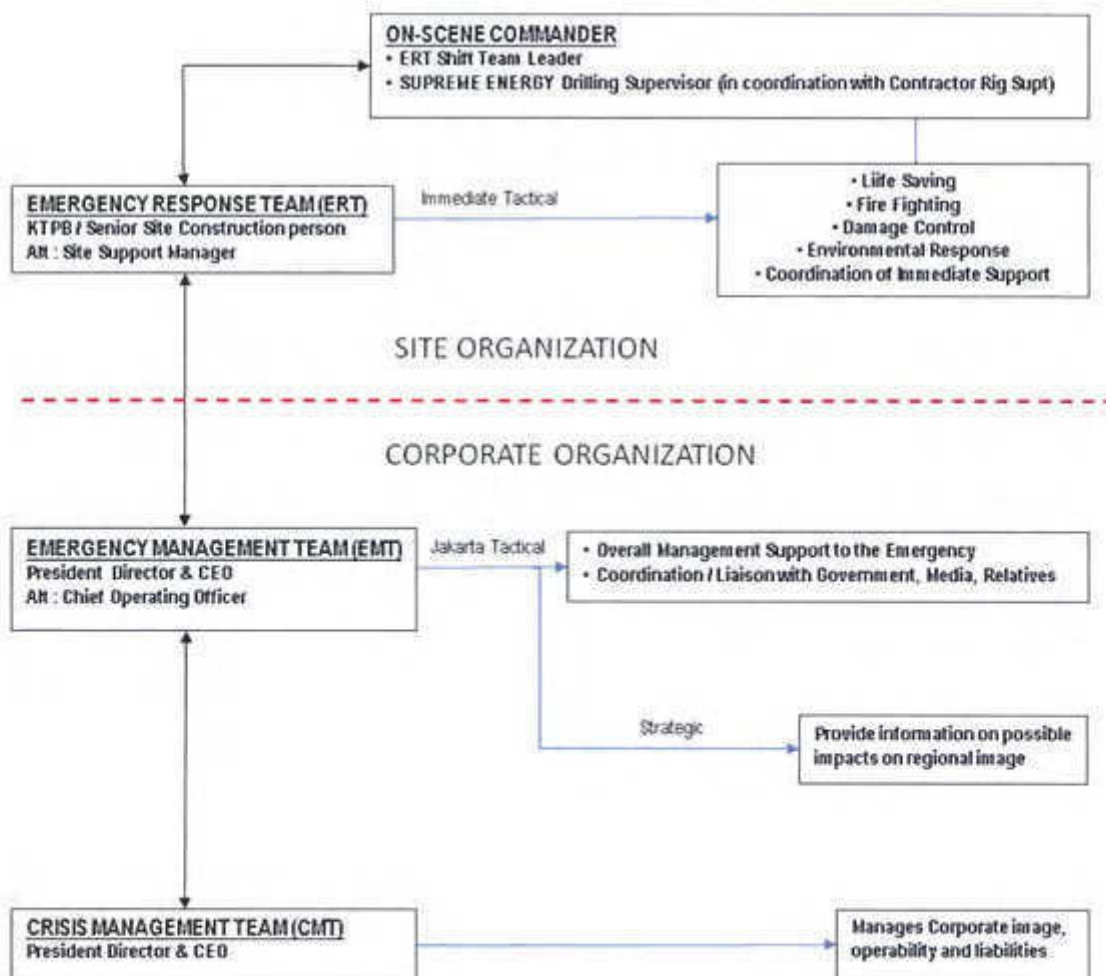 ON-SCENE COMMANDER
• ERT Shift Team Leader
• SUPREME ENERGY Drilling Supervisor (in coordination with Contractor Rig Supt)
EMERGENCY RESPONSE TEAM (ERT)
KTPB / Senior Site Construction person
Alt : Site Support Manager
Immediate Tactical
• Liife Saving
• Fire Fighting
• Damage Control
• Environmental Response
• Coordination of Immediate Support
SITE ORGANIZATION
CORPORATE ORGANIZATION
EMERGENCY MANAGEMENT TEAM (EMT)
President Director & CEO
Alt : Chief Operating Officer
Jakarta Tactical
• Overall Management Support to the Emergency
• Coordination / Liaison with Government, Media, Relatives
Strategic
Provide information on possible
impacts on regional image
CRISIS MANAGEMENT TEAM (CMT)
President Director & CEO
Manages Corporate image,
operability and liabilities